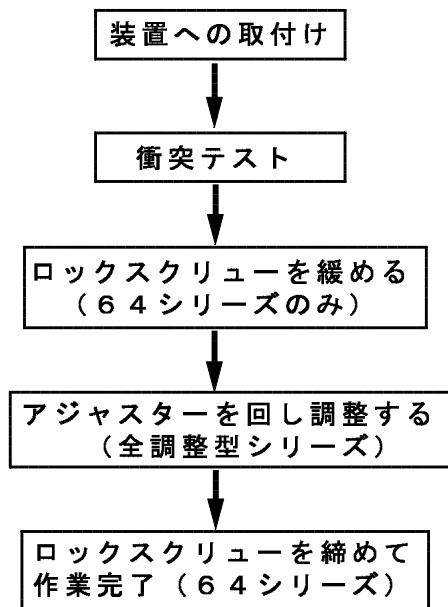 装置への取付け
衝突テスト
ロックスクリューを緩める
(64シリーズのみ)
アジャスターを回し調整する
(全調整型シリーズ)
ロックスクリューを締めて
作業完了(64シリーズ)